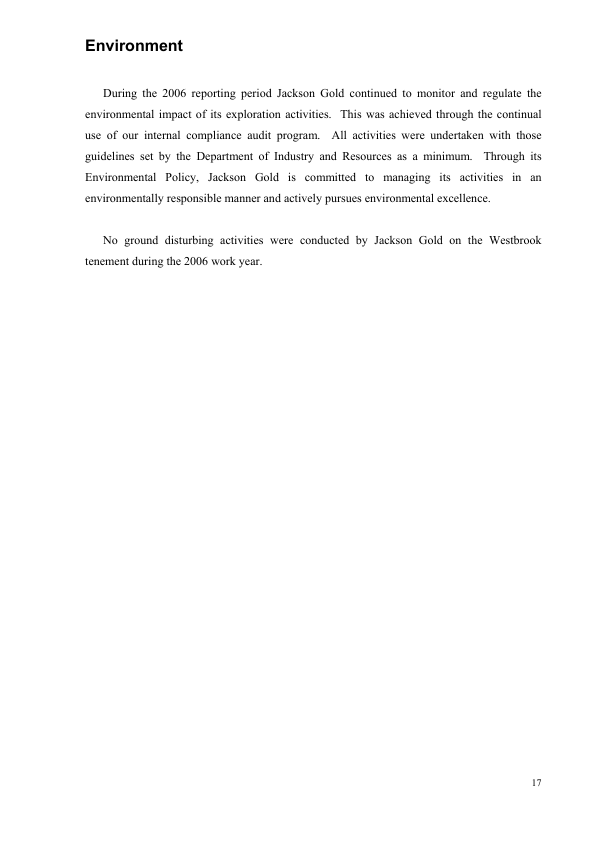 Environment
During the 2006 reporting period Jackson Gold continued to monitor and regulate the
environmental impact of its exploration activities.  This was achieved through the continual
use of our internal compliance audit program.  All activities were undertaken with those
guidelines set by the Department of Industry and Resources as a minimum.  Through its
Environmental Policy, Jackson Gold is committed to managing its activities in an
environmentally responsible manner and actively pursues environmental excellence.
No ground disturbing activities were conducted by Jackson Gold on the Westbrook
tenement during the 2006 work year.
17